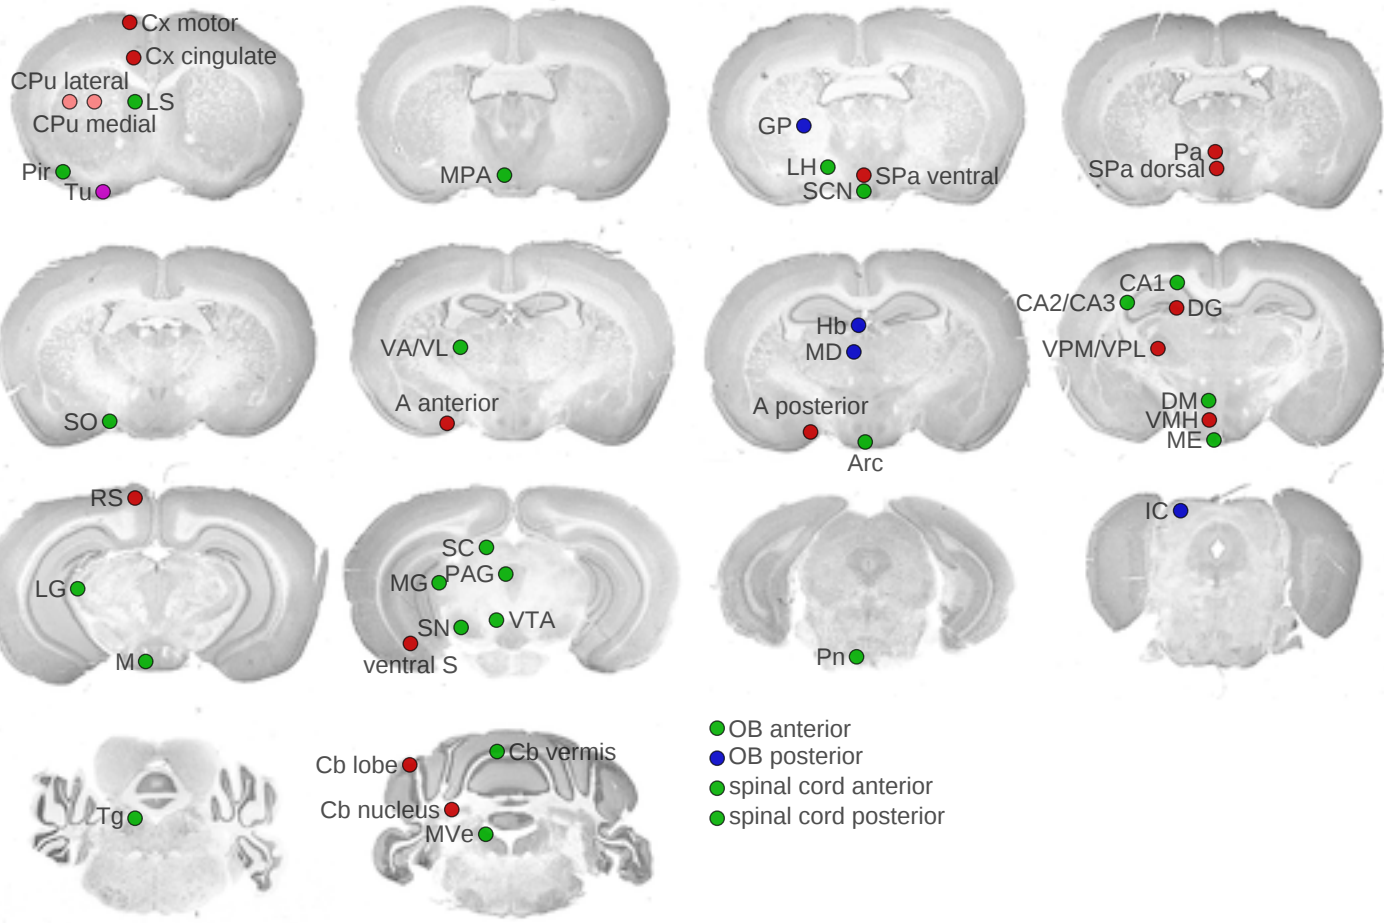 Cx motor
Cx cingulate
CPu lateral
LS
CPu medial
Pir
Tu
MPA
GP
LH
SPa ventral
SCN
Pa
SPa dorsal
SO
VA/VL
A anterior
Hb
MD
A posterior
Arc
CA1
CA2/CA3
DG
VPM/VPL
DM
VMH
ME
RS
LG
M
SC
MG
PAG
SN
VTA
ventral S
Pn
IC
Tg
Cb lobe
Cb vermis
Cb nucleus
MVe
OB anterior
OB posterior
spinal cord anterior
spinal cord posterior